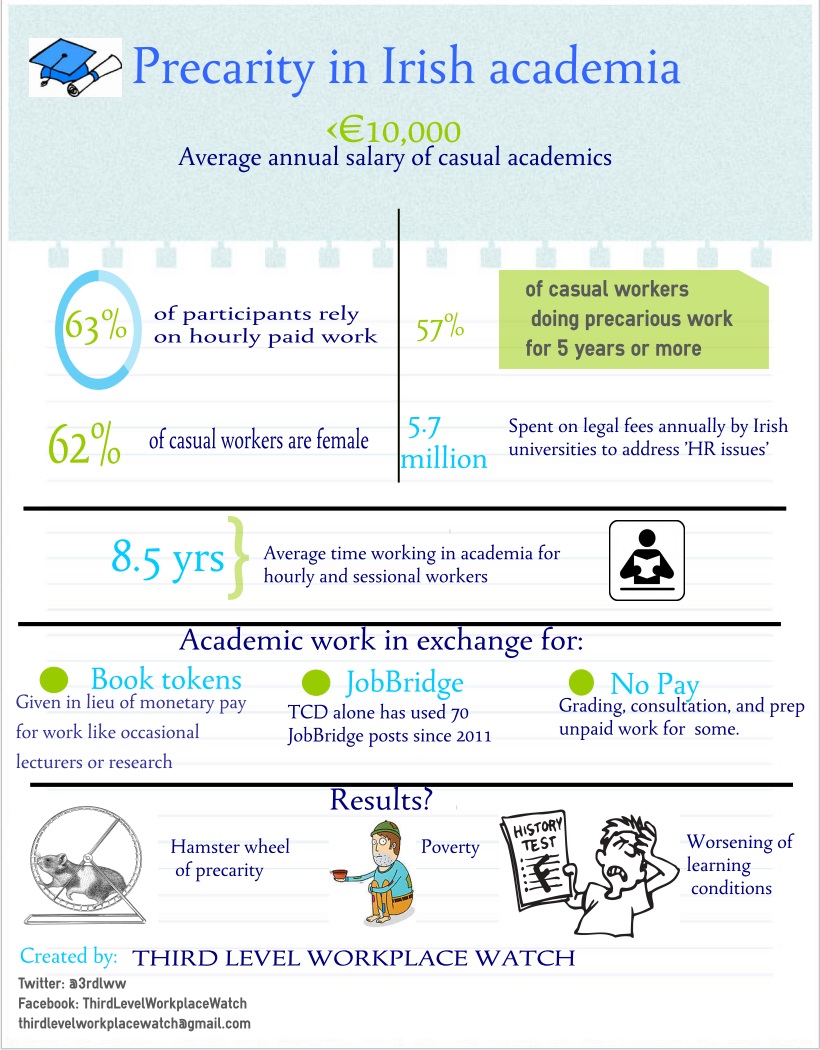 Precarity in Irish academia
<€10,000
Average annual salary of casual academics
63%
of participants rely
on hourly paid work
57%
of casual workers
doing precarious work
for 5 years or more
62%
of casual workers are female
5.7
million
Spent on legal fees annually by Irish
universities to address 'HR issues'
8.5 yrs
Average time working in academia for
hourly and sessional workers
Academic work in exchange for:
Book tokens
Given in lieu of monetary pay
for work like occasional
lecturers or research
JobBridge
TCD alone has used 70
JobBridge posts since 2011
No Pay
Grading, consultation, and prep
unpaid work for some.
Results?
Hamster wheel
of precarity
Poverty
HISTORY
TEST
F
Worsening of
learning
conditions
Created by: THIRD LEVEL WORKPLACE WATCH
Twitter: @3rdlww
Facebook: ThirdLevelWorkplaceWatch
thirdlevelworkplacewatch@gmail.com